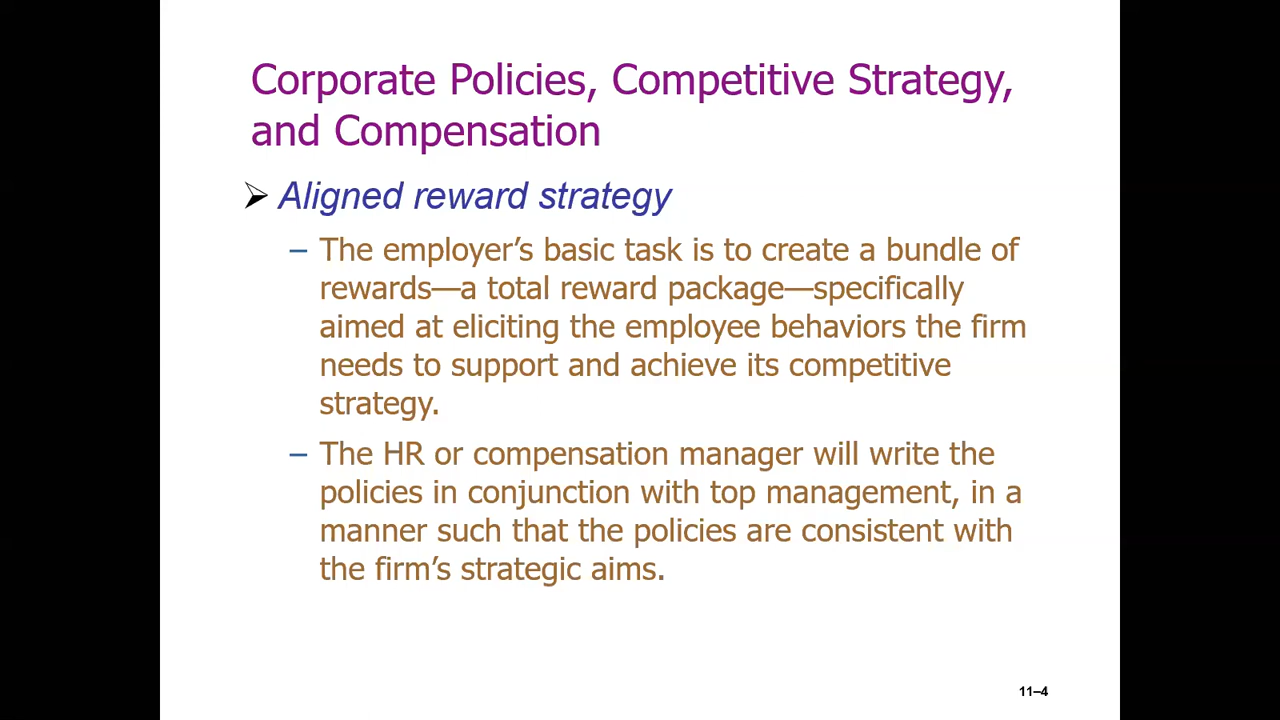 Corporate Policies, Competitive Strategy,
and Compensation
➢ Aligned reward strategy
– The employer’s basic task is to create a bundle of
rewards—a total reward package—specifically
aimed at eliciting the employee behaviors the firm
needs to support and achieve its competitive
strategy.
– The HR or compensation manager will write the
policies in conjunction with top management, in a
manner such that the policies are consistent with
the firm’s strategic aims.
11–4